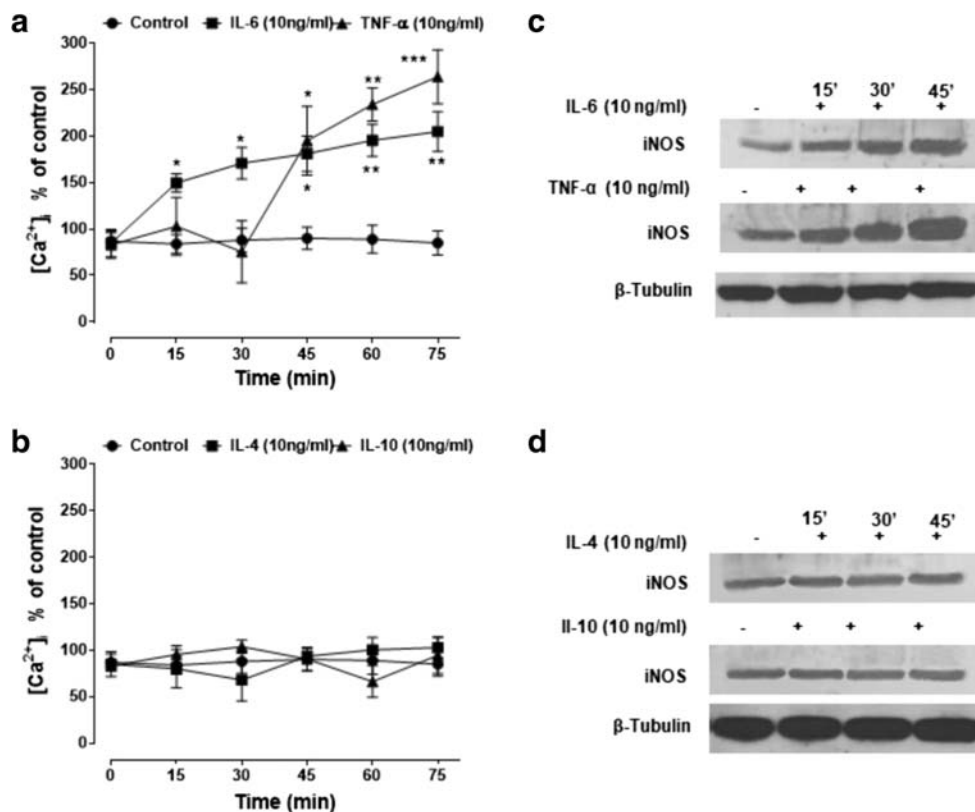 a
Control IL-6 (10ng/ml) TNF-α (10ng/ml)
[Ca2+]i % of control
300
250
200
150
100
50
0
* * * ** ***
* ** **
0 15 30 45 60 75
Time (min)
b
Control IL-4 (10ng/ml) IL-10 (10ng/ml)
[Ca2+]i % of control
300
250
200
150
100
50
0
0 15 30 45 60 75
Time (min)
c
15' 30' 45'
IL-6 (10 ng/ml) - + + +
iNOS
TNF-α (10 ng/ml) - + + +
iNOS
β-Tubulin
d
15' 30' 45'
IL-4 (10 ng/ml) - + + +
iNOS
Il-10 (10 ng/ml) - + + +
iNOS
β-Tubulin